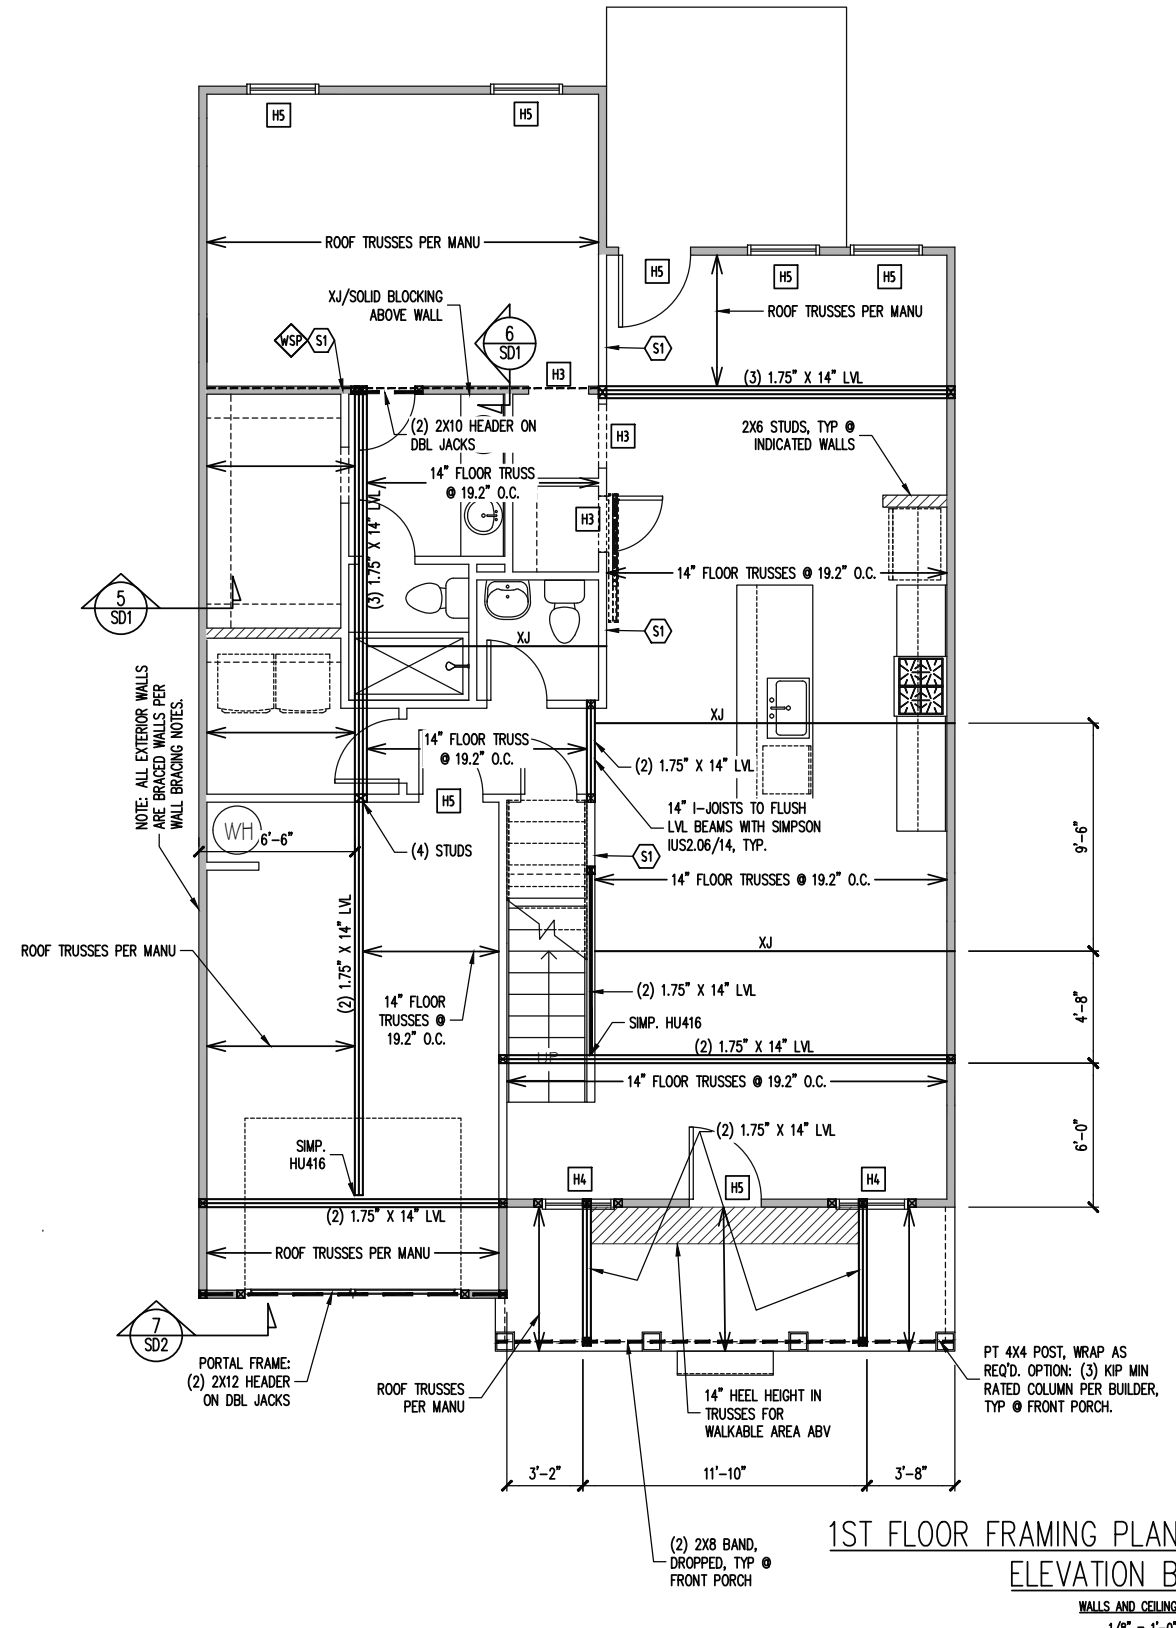 H5
H5
ROOF TRUSSES PER MANU
H5
H5
H5
XJ/SOLID BLOCKING
ABOVE WALL
ROOF TRUSSES PER MANU
WSP
S1
6
SD1
S1
H3
(3) 1.75" X 14" LVL
(2) 2X10 HEADER ON
DBL JACKS
H3
2X6 STUDS, TYP @
INDICATED WALLS
14" FLOOR TRUSS
@ 19.2" O.C.
H3
(3) 1.75" X 14" LVL
14" FLOOR TRUSSES @ 19.2" O.C.
5
SD1
XJ
S1
NOTE: ALL EXTERIOR WALLS
ARE BRACED WALLS PER
WALL BRACING NOTES.
XJ
14" FLOOR TRUSS
@ 19.2" O.C.
(2) 1.75" X 14" LVL
H5
14" I-JOISTS TO FLUSH
LVL BEAMS WITH SIMPSON
IUS2.06/14, TYP.
WH
6'-6"
(4) STUDS
S1
9'-6"
14" FLOOR TRUSSES @ 19.2" O.C.
(2) 1.75" X 14" LVL
ROOF TRUSSES PER MANU
XJ
14" FLOOR
TRUSSES @
19.2" O.C.
(2) 1.75" X 14" LVL
4'-8"
SIMP. HU416
(2) 1.75" X 14" LVL
UP
14" FLOOR TRUSSES @ 19.2" O.C.
(2) 1.75" X 14" LVL
6'-0"
SIMP.
HU416
H4
H5
H4
(2) 1.75" X 14" LVL
ROOF TRUSSES PER MANU
7
SD2
PORTAL FRAME:
(2) 2X12 HEADER
ON DBL JACKS
ROOF TRUSSES
PER MANU
14" HEEL HEIGHT IN
TRUSSES FOR
WALKABLE AREA ABV
PT 4X4 POST, WRAP AS
REQ'D. OPTION: (3) KIP MIN
RATED COLUMN PER BUILDER,
TYP @ FRONT PORCH.
3'-2"
11'-10"
3'-8"
(2) 2X8 BAND,
DROPPED, TYP @
FRONT PORCH
1ST FLOOR FRAMING PLAN
ELEVATION B
WALLS AND CEILING
1/8" = 1'-0"